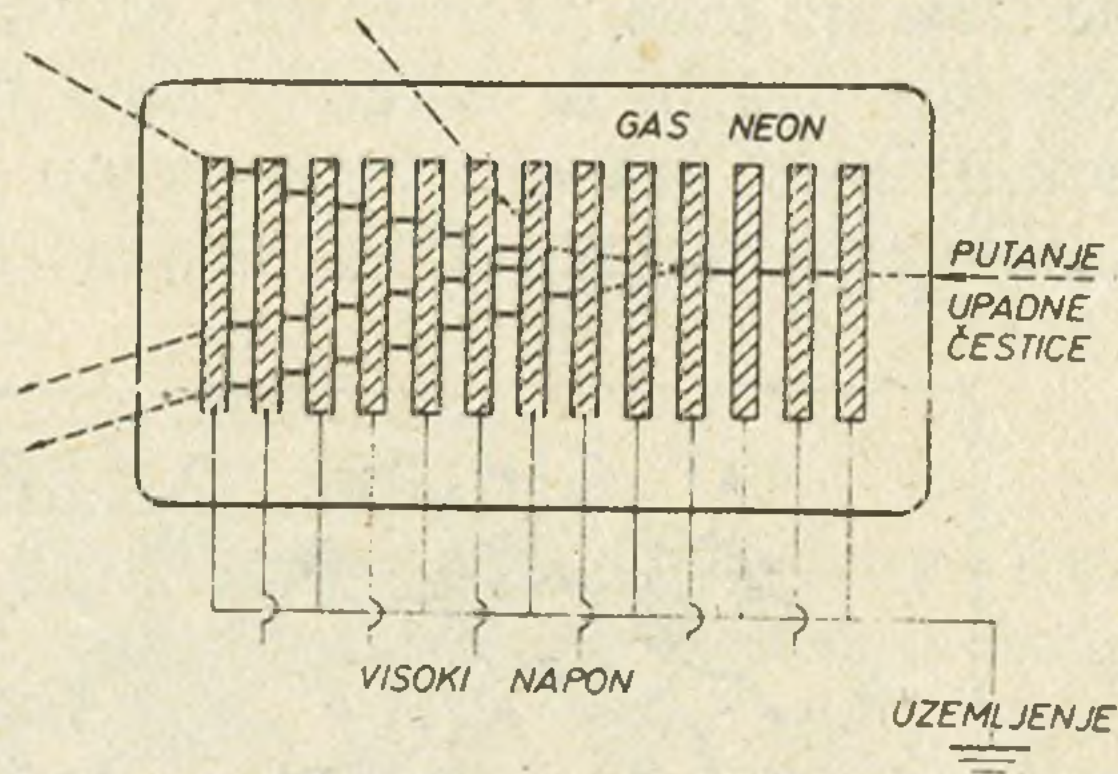 GAS NEON
PUTANJE
UPADNE
ČESTICE
VISOKI NAPON
UZEMLJENJE